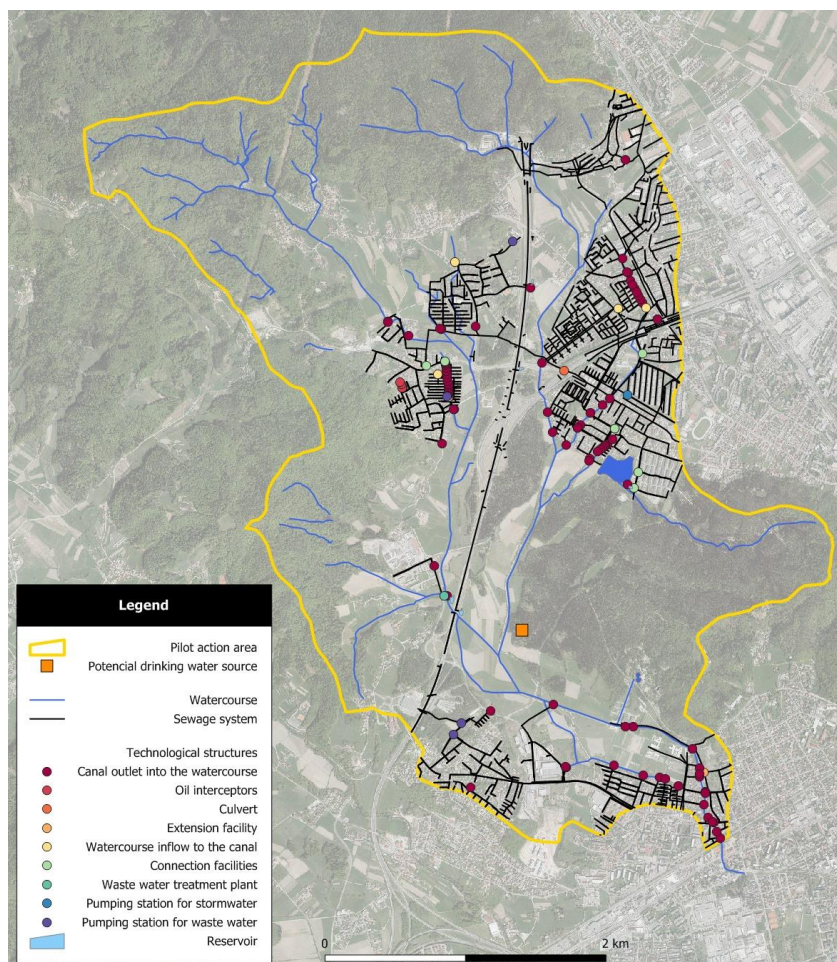 Legend
Pilot action area
Potencial drinking water source
Watercourse
Sewage system
Technological structures
Canal outlet into the watercourse
Oil interceptors
Culvert
Extension facility
Watercourse inflow to the canal
Connection facilities
Waste water treatment plant
Pumping station for stormwater
Pumping station for waste water
Reservoir
0 2 km